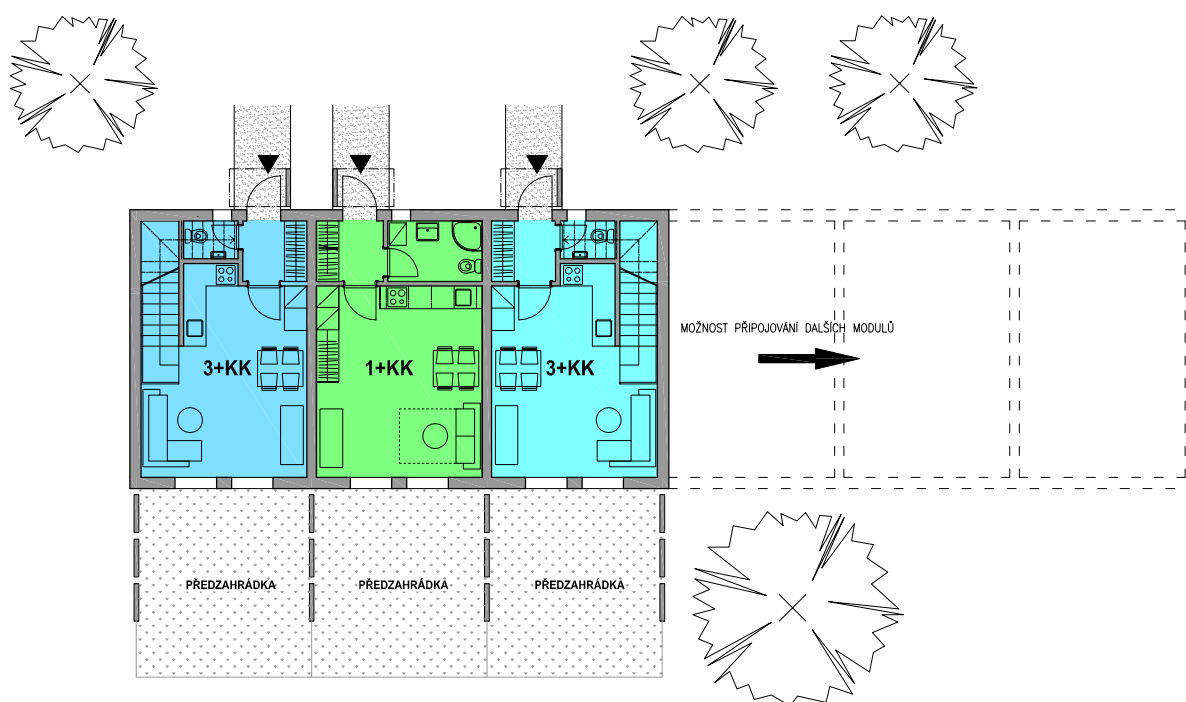 MOŽNOST PŘIPOJOVÁNÍ DALŠÍCH MODULŮ
3+KK
1+KK
3+KK
PŘEDZAHRÁDKA
PŘEDZAHRÁDKA
PŘEDZAHRÁDKA